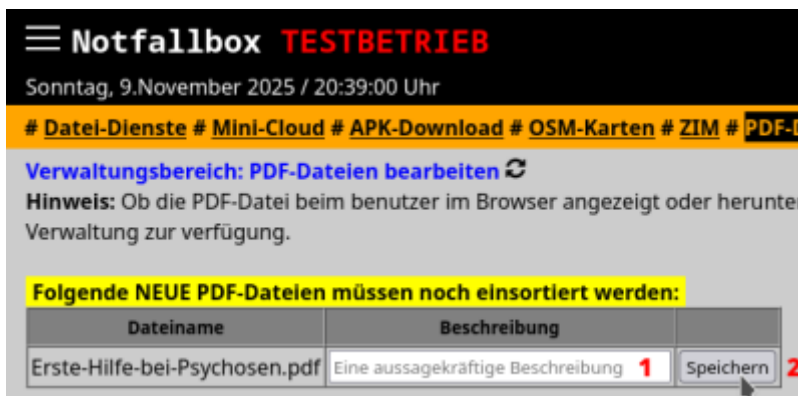 Notfallbox TESTBETRIEB
Sonntag, 9.November 2025 / 20:39:00 Uhr
# Datei-Dienste # Mini-Cloud # APK-Download # OSM-Karten # ZIM # PDF-
Verwaltungsbereich: PDF-Dateien bearbeiten
Hinweis: Ob die PDF-Datei beim benutzer im Browser angezeigt oder herunte
Verwaltung zur verfügung.
Folgende NEUE PDF-Dateien müssen noch einsortiert werden:
Dateiname Beschreibung
Erste-Hilfe-bei-Psychosen.pdf Eine aussagekräftige Beschreibung 1 Speichern 2